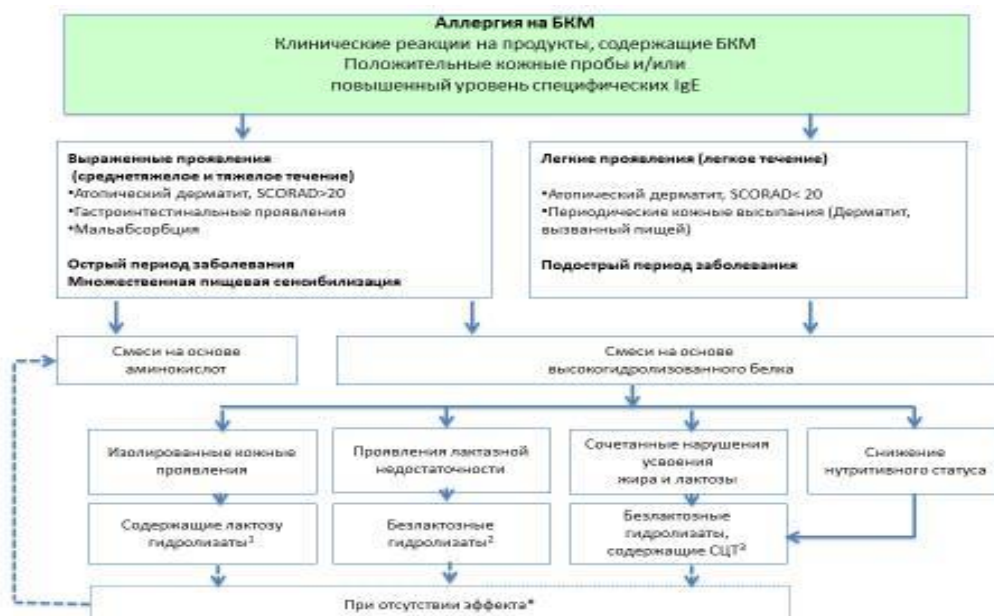 Аллергия на БКМ
Клинические реакции на продукты, содержащие БКМ
Положительные кожные пробы и/или
повышенный уровень специфических IgE
Выраженные проявления
(среднетяжелое и тяжелое течение)
•Атопический дерматит, SCORAD>20
•Гастроинтестинальные проявления
•Мальабсорбция
Острый период заболевания
Множественная пищевая сенсибилизация
Легкие проявления (легкое течение)
•Атопический дерматит, SCORAD< 20
•Периодические кожные высыпания (Дерматит,
вызванный пищей)
Подострый период заболевания
Смеси на основе
аминокислот
Смеси на основе
высокогидролизованного белка
Изолированные кожные
проявления
Проявления лактазной
недостаточности
Сочетанные нарушения
усвоения
жира и лактозы
Снижение
нутритивного статуса
Содержащие лактозу
гидролизаты¹
Безлактозные
гидролизаты²
Безлактозные
гидролизаты,
содержащие СЦТ³
При отсутствии эффекта*